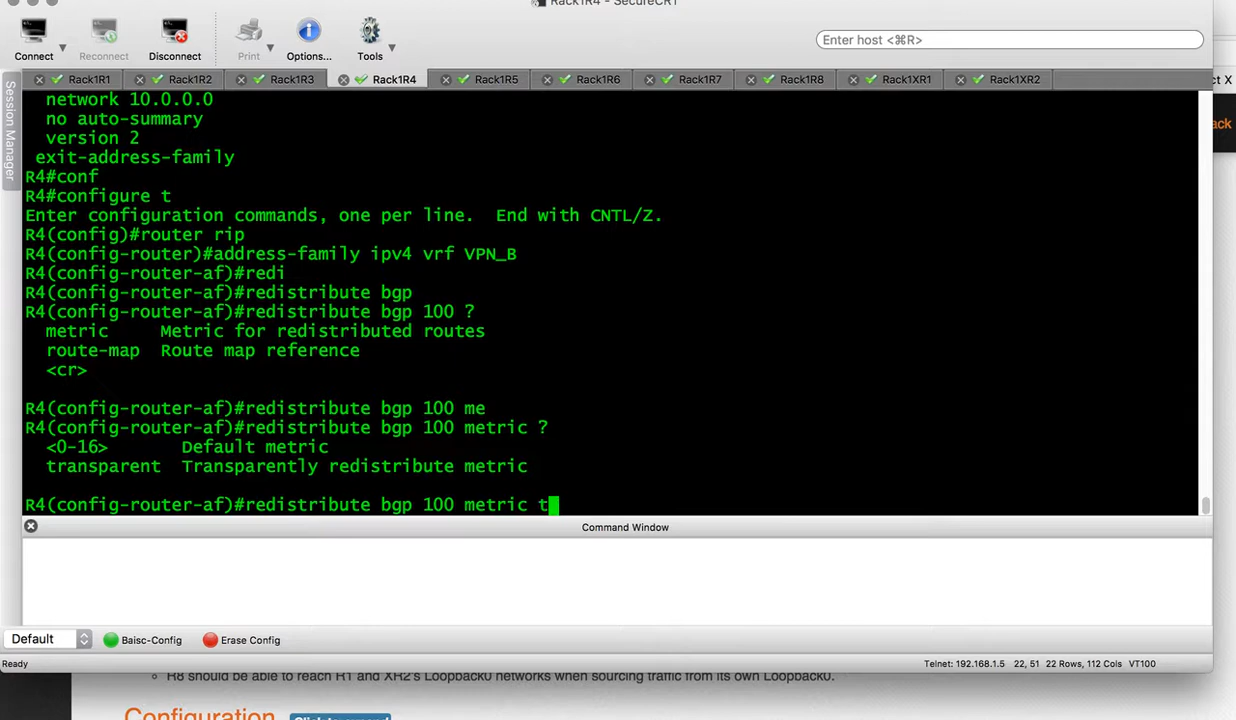 Rack1R4 - SecureCRT
Connect
Reconnect
Disconnect
Print
Options...
Tools
Enter host <⌘R>
Rack1R1
Rack1R2
Rack1R3
Rack1R4
Rack1R5
Rack1R6
Rack1R7
Rack1R8
Rack1XR1
Rack1XR2
Session Manager
network 10.0.0.0
no auto-summary
version 2
exit-address-family
R4#conf
R4#configure t
Enter configuration commands, one per line.  End with CNTL/Z.
R4(config)#router rip
R4(config-router)#address-family ipv4 vrf VPN_B
R4(config-router-af)#redi
R4(config-router-af)#redistribute bgp
R4(config-router-af)#redistribute bgp 100 ?
metric     Metric for redistributed routes
route-map  Route map reference
<cr>
R4(config-router-af)#redistribute bgp 100 me
R4(config-router-af)#redistribute bgp 100 metric ?
<0-16>       Default metric
transparent  Transparently redistribute metric
R4(config-router-af)#redistribute bgp 100 metric t
Command Window
Default
Baisc-Config
Erase Config
Ready
Telnet: 192.168.1.5
22, 51
22 Rows, 112 Cols
VT100
R8 should be able to reach R1 and XR2's Loopback0 networks when sourcing traffic from its own Loopback0.
Configuration